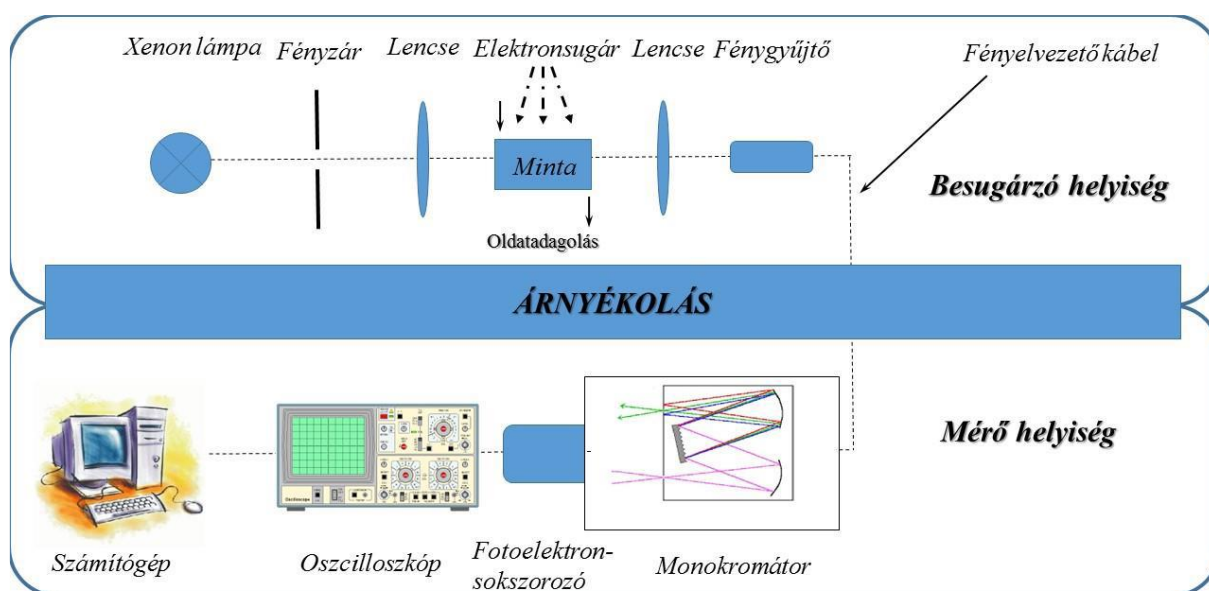 Xenon lámpa
Fényzár
Lencse
Elektronsugár
Lencse
Fénygyűjtő
Fényelvezető kábel
Minta
Besugárzó helyiség
Oldatadagolás
ÁRNYÉKOLÁS
Mérő helyiség
Számítógép
Oszcilloszkóp
Fotoelektron-
sokszorozó
Monokromátor